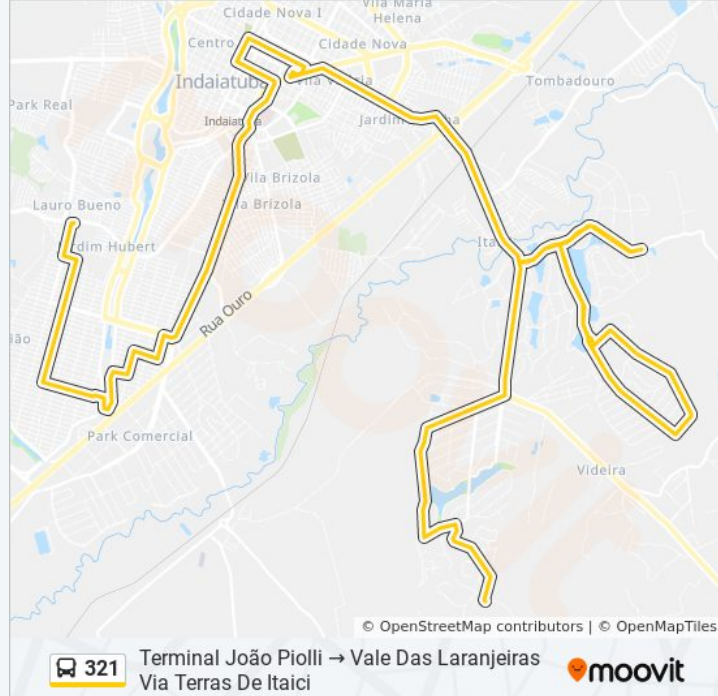 Vila Maria
Helena
Cidade Nova I
Centro
Cidade Nova
Indaiatuba
Tombadouro
Park Real
Indaiatuba
Vila Brizola
Vila Brizola
Lauro Bueno
Jardim Hubert
Rua Ouro
Park Comercial
Videira
© OpenStreetMap contributors | © OpenMapTiles
321
Terminal João Piolli → Vale Das Laranjeiras
Via Terras De Itaici
moovit